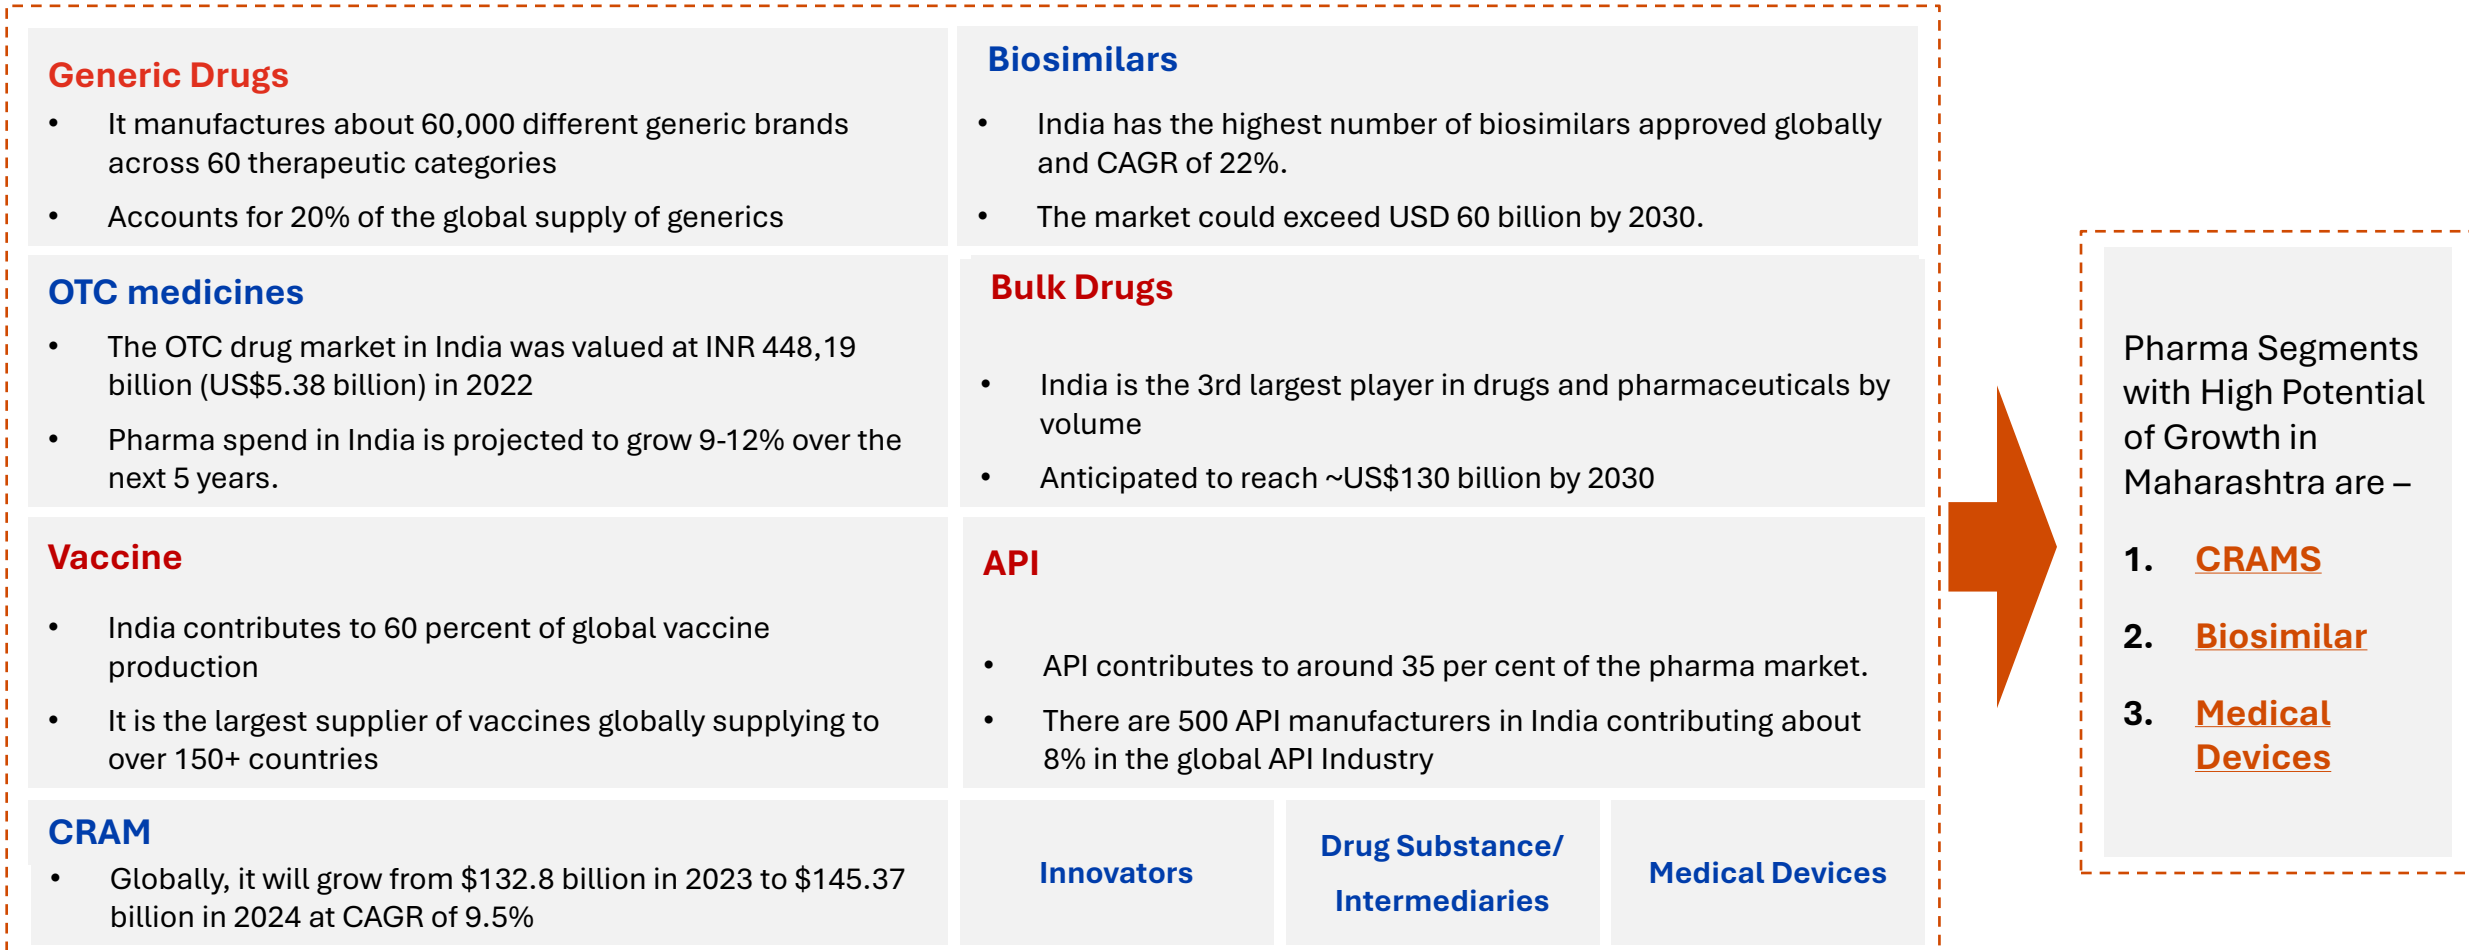 Generic Drugs
• It manufactures about 60,000 different generic brands
across 60 therapeutic categories
• Accounts for 20% of the global supply of generics
Biosimilars
• India has the highest number of biosimilars approved globally
and CAGR of 22%.
• The market could exceed USD 60 billion by 2030.
OTC medicines
• The OTC drug market in India was valued at INR 448,19
billion (US$5.38 billion) in 2022
• Pharma spend in India is projected to grow 9-12% over the
next 5 years.
Bulk Drugs
• India is the 3rd largest player in drugs and pharmaceuticals by
volume
• Anticipated to reach ~US$130 billion by 2030
Vaccine
• India contributes to 60 percent of global vaccine
production
• It is the largest supplier of vaccines globally supplying to
over 150+ countries
API
• API contributes to around 35 per cent of the pharma market.
• There are 500 API manufacturers in India contributing about
8% in the global API Industry
CRAM
• Globally, it will grow from $132.8 billion in 2023 to $145.37
billion in 2024 at CAGR of 9.5%
Innovators
Drug Substance/
Intermediaries
Medical Devices
Pharma Segments
with High Potential
of Growth in
Maharashtra are –
1. CRAMS
2. Biosimilar
3. Medical
Devices